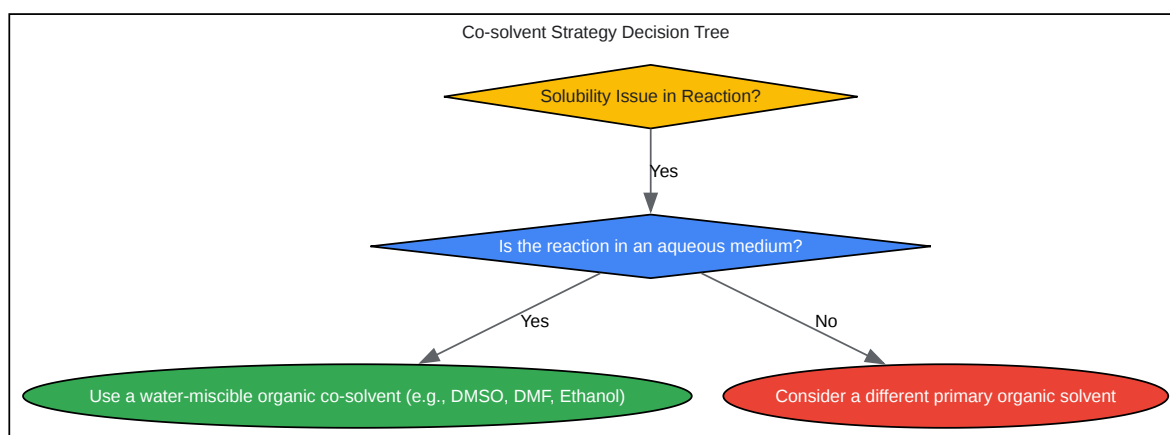 Co-solvent Strategy Decision Tree
Solubility Issue in Reaction?
Yes
Is the reaction in an aqueous medium?
Yes
No
Use a water-miscible organic co-solvent (e.g., DMSO, DMF, Ethanol)
Consider a different primary organic solvent